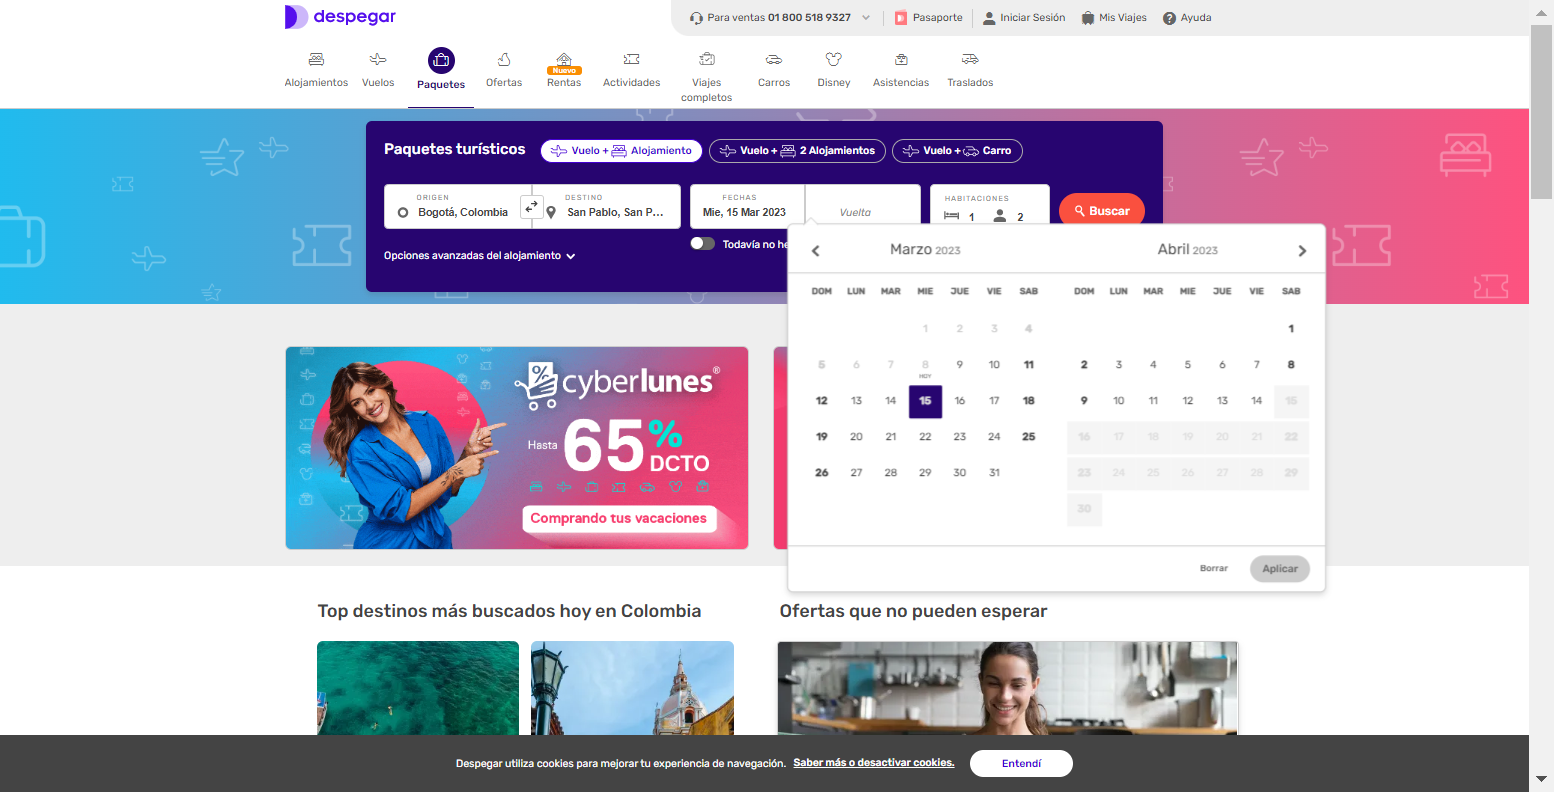 despegar
Para ventas 01 800 518 9327
Pasaporte
Iniciar Sesión
Mis Viajes
Ayuda
Alojamientos
Vuelos
Paquetes
Ofertas
Nuevo
Rentas
Actividades
Viajes
completos
Carros
Disney
Asistencias
Traslados
Paquetes turísticos
Vuelo + Alojamiento
Vuelo + 2 Alojamientos
Vuelo + Carro
ORIGEN
Bogotá, Colombia
DESTINO
San Pablo, San P...
FECHAS
Mie, 15 Mar 2023
Vuelta
HABITACIONES
1 2
Buscar
Todavía no he
Opciones avanzadas del alojamiento
Marzo 2023
DOM LUN MAR MIE JUE VIE SAB
1 2 3 4
5 6 7 8 9 10 11
HOY
12 13 14 15 16 17 18
19 20 21 22 23 24 25
26 27 28 29 30 31
Abril 2023
DOM LUN MAR MIE JUE VIE SAB
1
2 3 4 5 6 7 8
9 10 11 12 13 14 15
16 17 18 19 20 21 22
23 24 25 26 27 28 29
30
Borrar
Aplicar
cyberlunes®
Hasta 65% DCTO
Comprando tus vacaciones
Top destinos más buscados hoy en Colombia
Ofertas que no pueden esperar
Despegar utiliza cookies para mejorar tu experiencia de navegación. Saber más o desactivar cookies.
Entendí